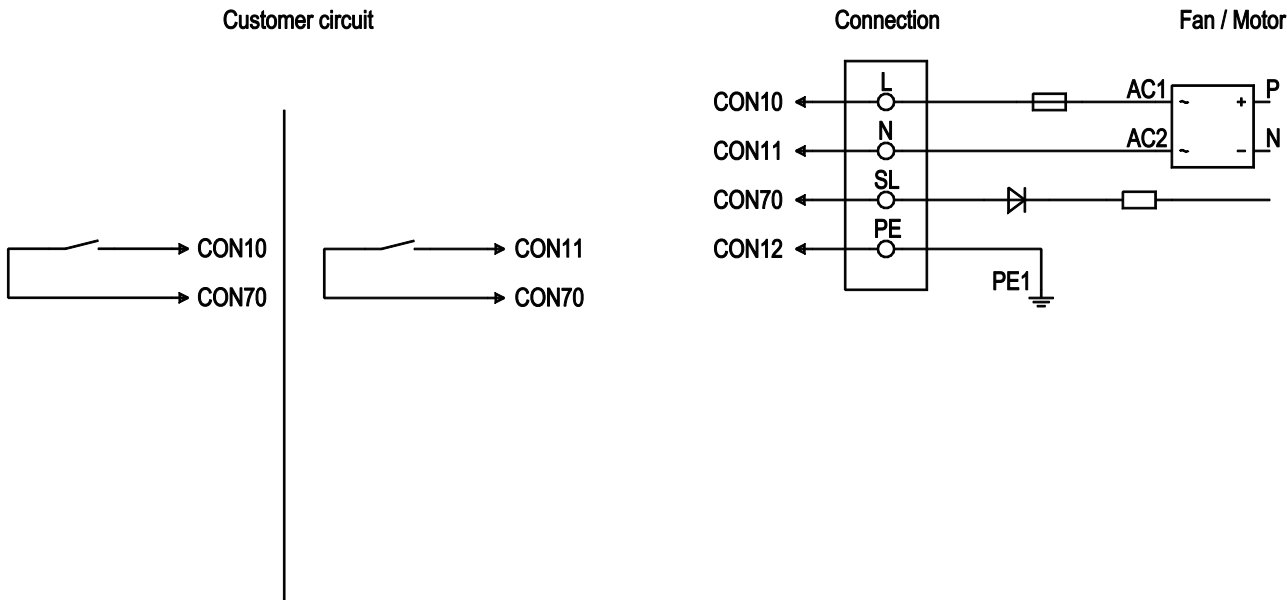 Customer circuit
Connection
Fan / Motor
CON10
CON70
CON11
CON70
L
CON10
AC1
~
+
P
N
CON11
AC2
~
–
N
SL
CON70
PE
CON12
PE1